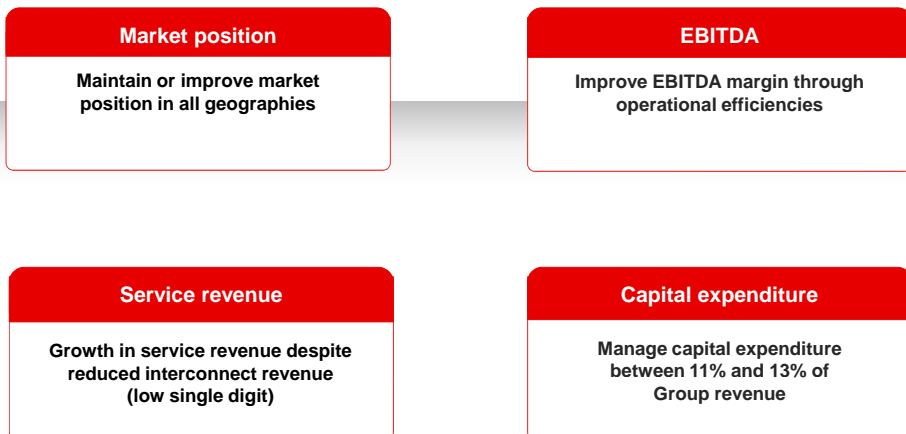 Market position
Maintain or improve market
position in all geographies
EBITDA
Improve EBITDA margin through
operational efficiencies
Service revenue
Growth in service revenue despite
reduced interconnect revenue
(low single digit)
Capital expenditure
Manage capital expenditure
between 11% and 13% of
Group revenue